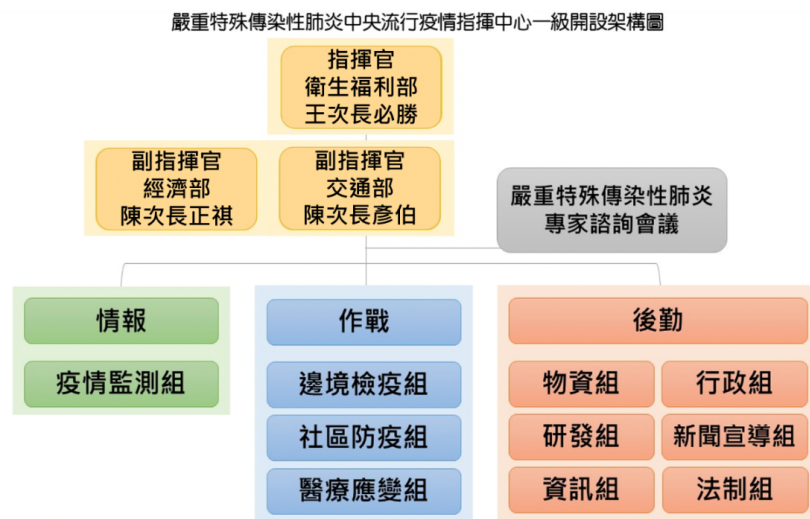 嚴重特殊傳染性肺炎中央流行疫情指揮中心一級開設架構圖
指揮官
衛生福利部
王次長必勝
副指揮官
經濟部
陳次長正祺
副指揮官
交通部
陳次長彥伯
嚴重特殊傳染性肺炎
專家諮詢會議
情報
疫情監測組
作戰
邊境檢疫組
社區防疫組
醫療應變組
後勤
物資組
行政組
研發組
新聞宣導組
資訊組
法制組